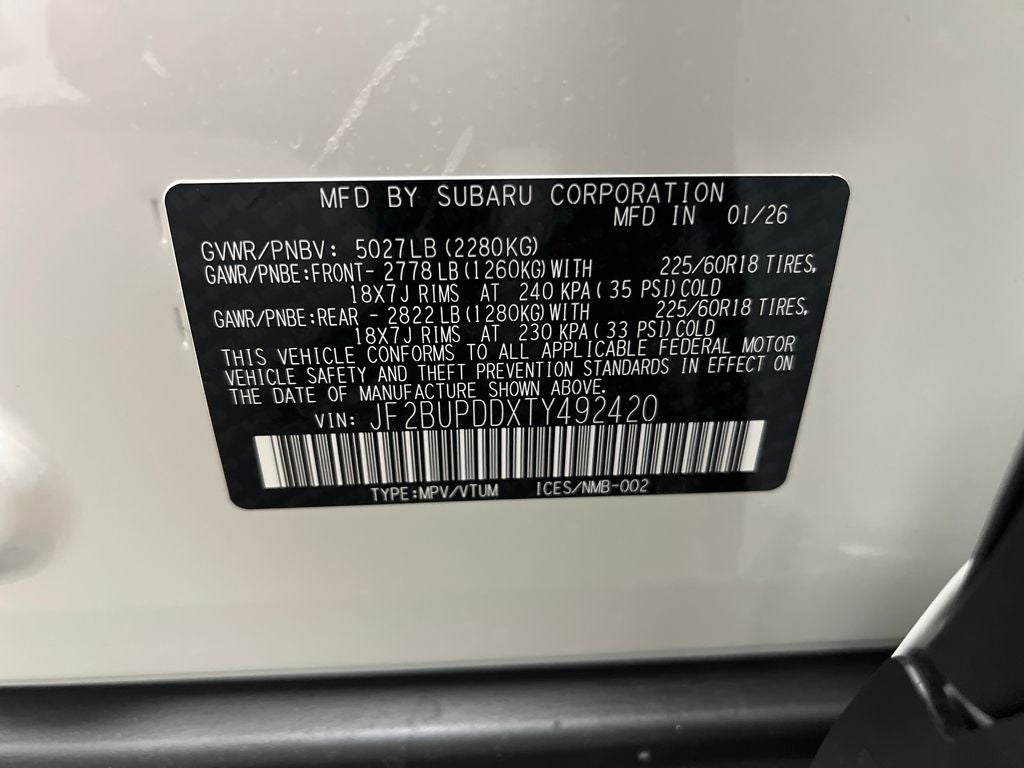 MFD BY SUBARU CORPORATION
MFD IN 01/26
GVWR/PNBV: 5027LB (2280KG)
GAWR/PNBE:FRONT- 2778 LB (1260KG) WITH 225/60R18 TIRES,
18X7J RIMS AT 240 KPA ( 35 PSI) COLD
GAWR/PNBE:REAR - 2822 LB (1280KG) WITH 225/60R18 TIRES,
18X7J RIMS AT 230 KPA ( 33 PSI) COLD
THIS VEHICLE CONFORMS TO ALL APPLICABLE FEDERAL MOTOR
VEHICLE SAFETY AND THEFT PREVENTION STANDARDS IN EFFECT ON
THE DATE OF MANUFACTURE SHOWN ABOVE.
VIN: JF2BUPDDXTY492420
TYPE:MPV/VTUM ICES/NMB-002